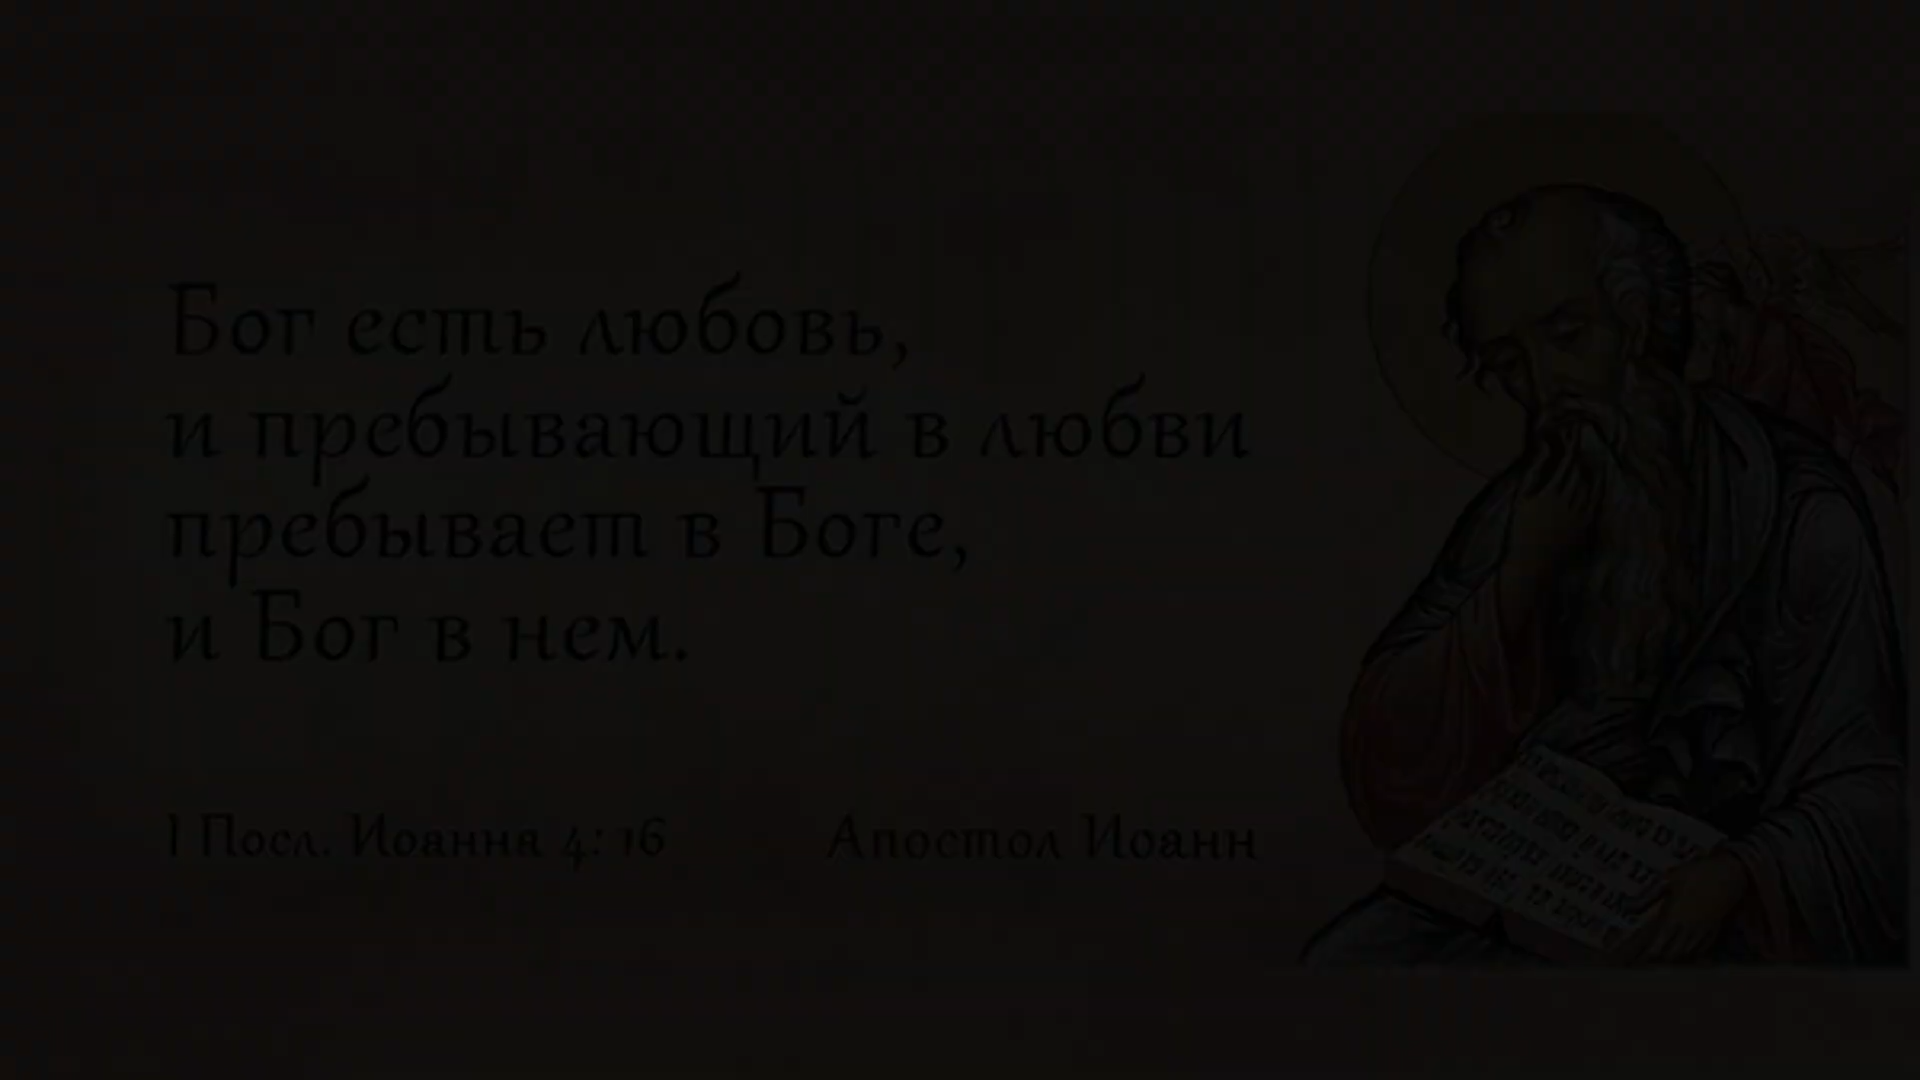 Бог есть любовь,
и пребывающий в любви
пребывает в Боге,
и Бог в нем.
I Посл. Иоанна 4: 16
Апостол Иоанн